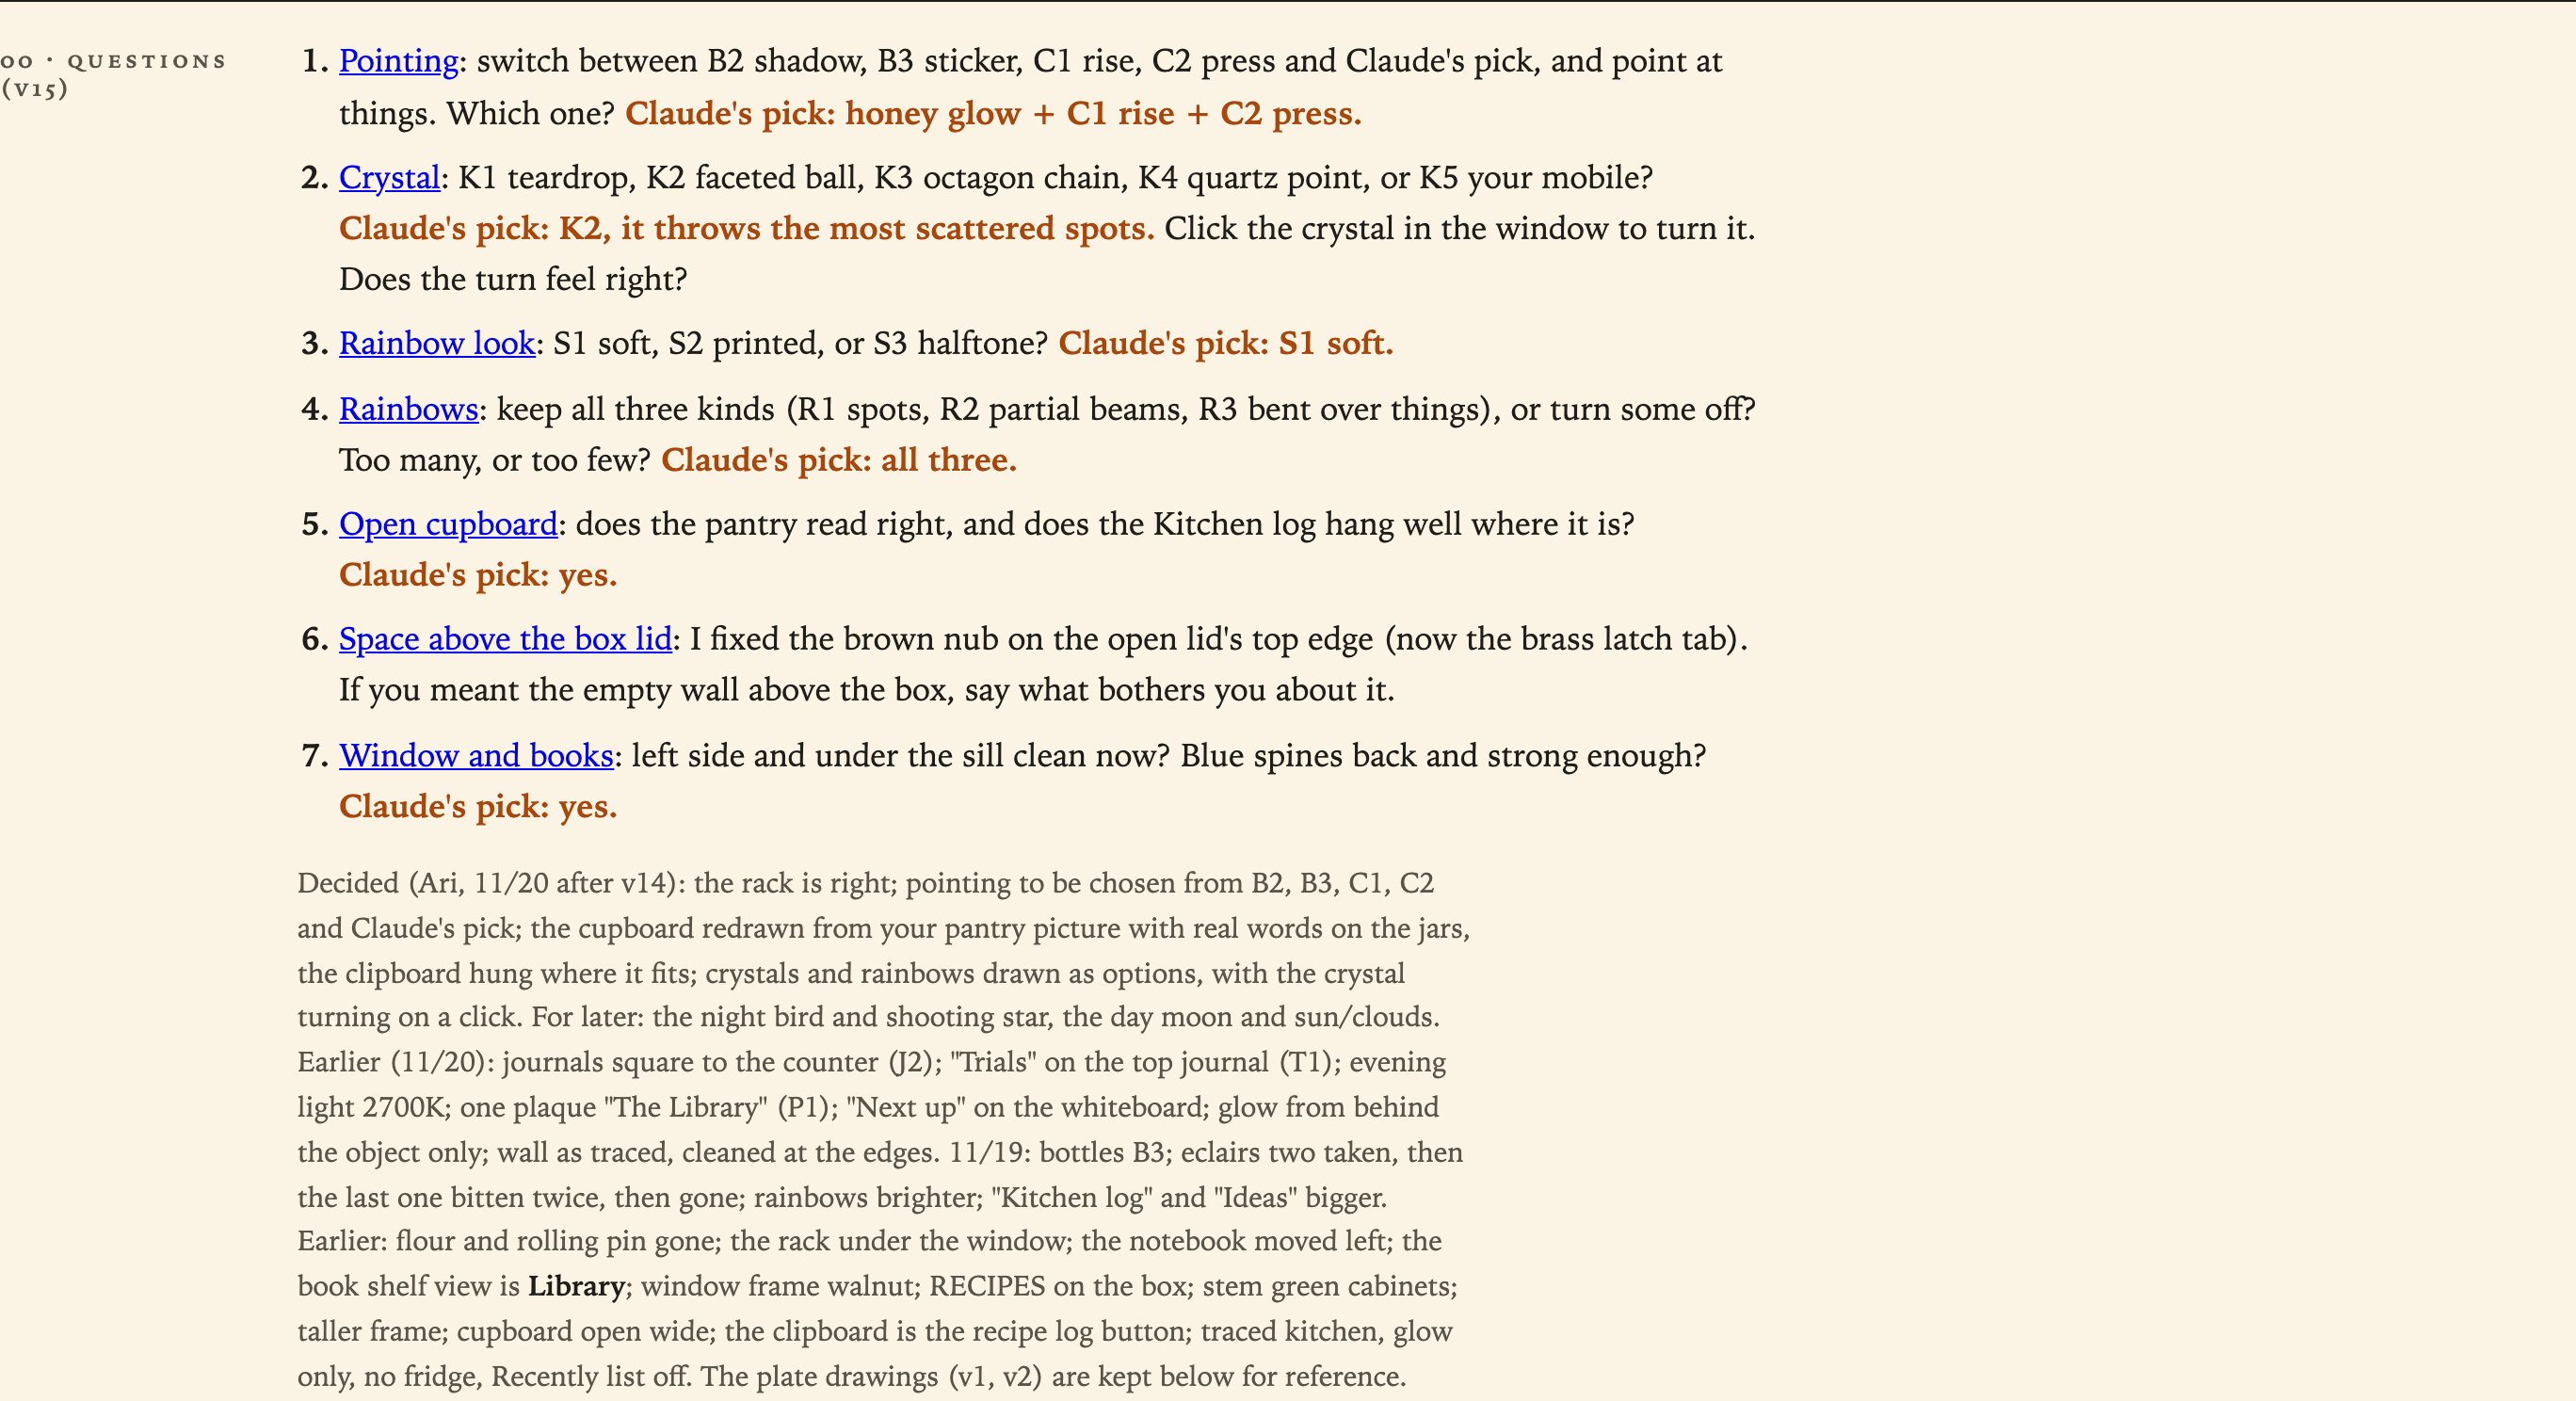 00 · QUESTIONS
(V15)
1. Pointing: switch between B2 shadow, B3 sticker, C1 rise, C2 press and Claude's pick, and point at
things. Which one? Claude's pick: honey glow + C1 rise + C2 press.
2. Crystal: K1 teardrop, K2 faceted ball, K3 octagon chain, K4 quartz point, or K5 your mobile?
Claude's pick: K2, it throws the most scattered spots. Click the crystal in the window to turn it.
Does the turn feel right?
3. Rainbow look: S1 soft, S2 printed, or S3 halftone? Claude's pick: S1 soft.
4. Rainbows: keep all three kinds (R1 spots, R2 partial beams, R3 bent over things), or turn some off?
Too many, or too few? Claude's pick: all three.
5. Open cupboard: does the pantry read right, and does the Kitchen log hang well where it is?
Claude's pick: yes.
6. Space above the box lid: I fixed the brown nub on the open lid's top edge (now the brass latch tab).
If you meant the empty wall above the box, say what bothers you about it.
7. Window and books: left side and under the sill clean now? Blue spines back and strong enough?
Claude's pick: yes.
Decided (Ari, 11/20 after v14): the rack is right; pointing to be chosen from B2, B3, C1, C2
and Claude's pick; the cupboard redrawn from your pantry picture with real words on the jars,
the clipboard hung where it fits; crystals and rainbows drawn as options, with the crystal
turning on a click. For later: the night bird and shooting star, the day moon and sun/clouds.
Earlier (11/20): journals square to the counter (J2); "Trials" on the top journal (T1); evening
light 2700K; one plaque "The Library" (P1); "Next up" on the whiteboard; glow from behind
the object only; wall as traced, cleaned at the edges. 11/19: bottles B3; eclairs two taken, then
the last one bitten twice, then gone; rainbows brighter; "Kitchen log" and "Ideas" bigger.
Earlier: flour and rolling pin gone; the rack under the window; the notebook moved left; the
book shelf view is Library; window frame walnut; RECIPES on the box; stem green cabinets;
taller frame; cupboard open wide; the clipboard is the recipe log button; traced kitchen, glow
only, no fridge, Recently list off. The plate drawings (v1, v2) are kept below for reference.